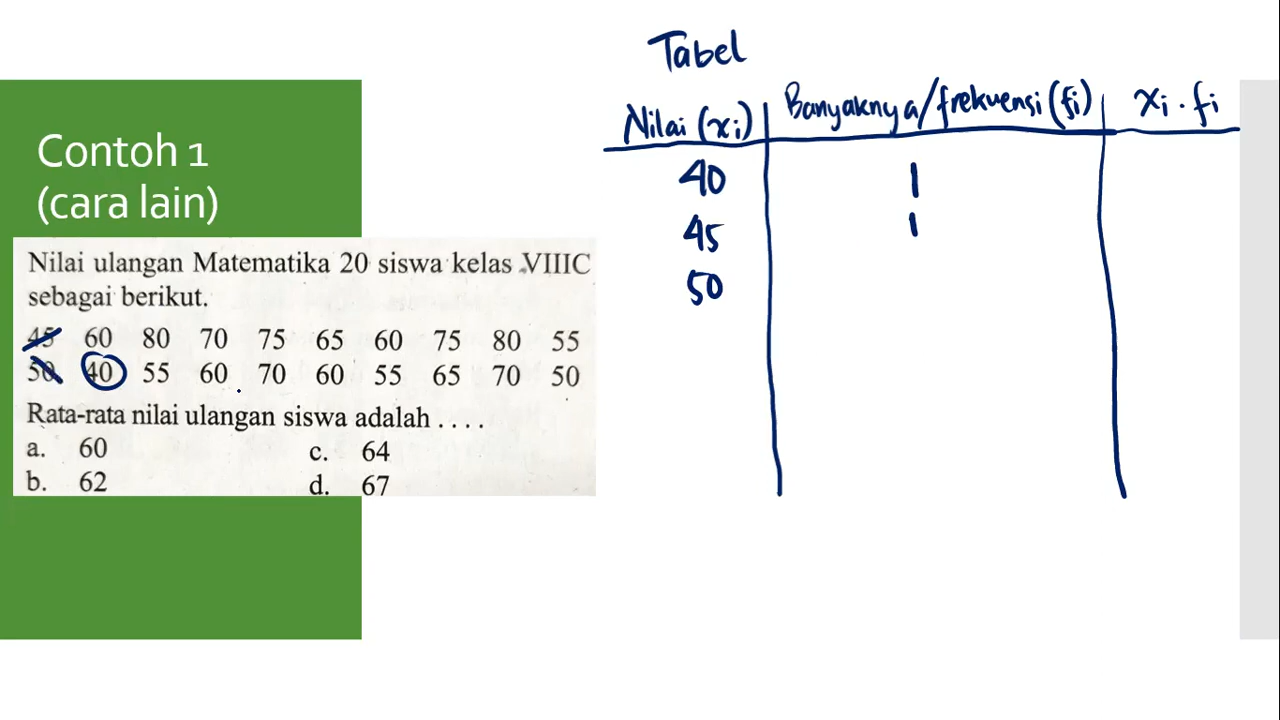 Contoh 1
(cara lain)
Nilai ulangan Matematika 20 siswa kelas VIIIC
sebagai berikut.
45 60 80 70 75 65 60 75 80 55
50 40 55 60 70 60 55 65 70 50
Rata-rata nilai ulangan siswa adalah . . . .
a. 60 c. 64
b. 62 d. 67
Tabel
Nilai (xi) Banyaknya/frekuensi (fi) xi . fi
40 1
45 1
50